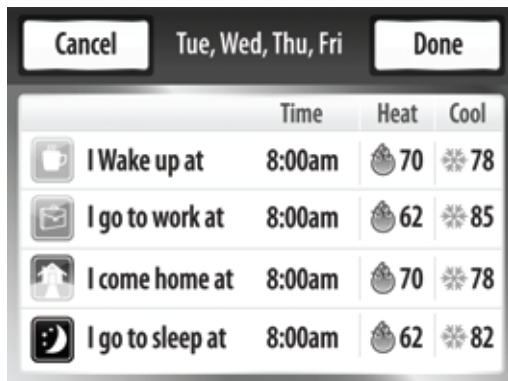 Cancel Tue, Wed, Thu, Fri Done
Time Heat Cool
I Wake up at 8:00am 70 78
I go to work at 8:00am 62 85
I come home at 8:00am 70 78
I go to sleep at 8:00am 62 82